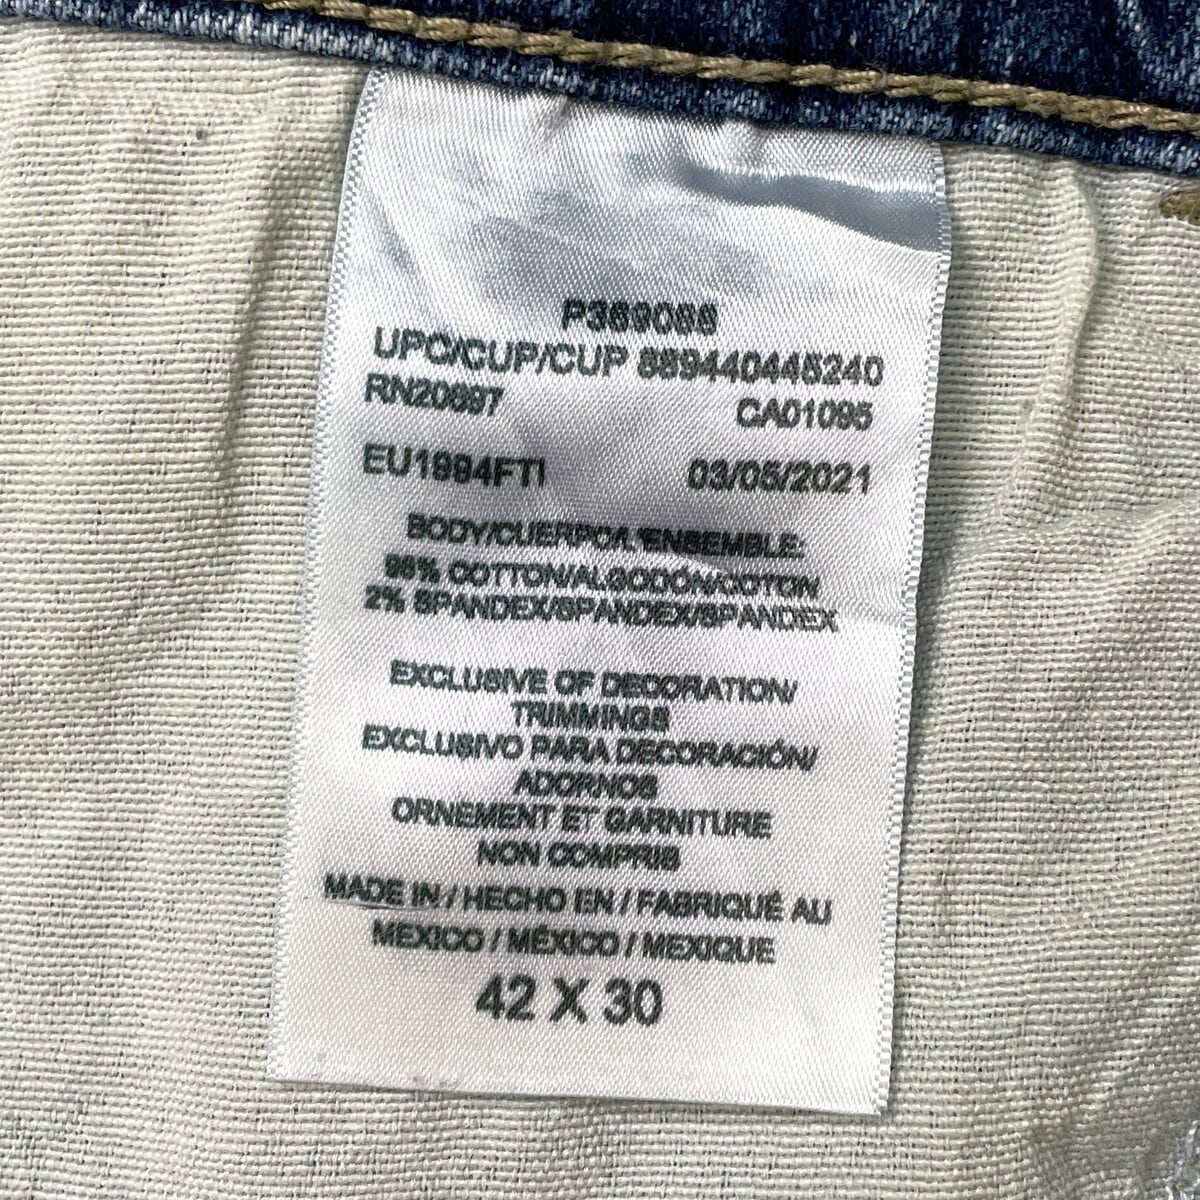 P369066
UPC/CUP/CUP 889440445240
RN20697 CA01095
EU1994FTI 03/05/2021
BODY/CUERPO/L'ENSEMBLE:
98% COTTON/ALGODÓN/COTON
2% SPANDEX/SPANDEX/SPANDEX
EXCLUSIVE OF DECORATION/
TRIMMINGS
EXCLUSIVO PARA DECORACIÓN/
ADORNOS
ORNEMENT ET GARNITURE
NON COMPRIS
MADE IN / HECHO EN / FABRIQUÉ AU
MEXICO / MÉXICO / MEXIQUE
42 X 30